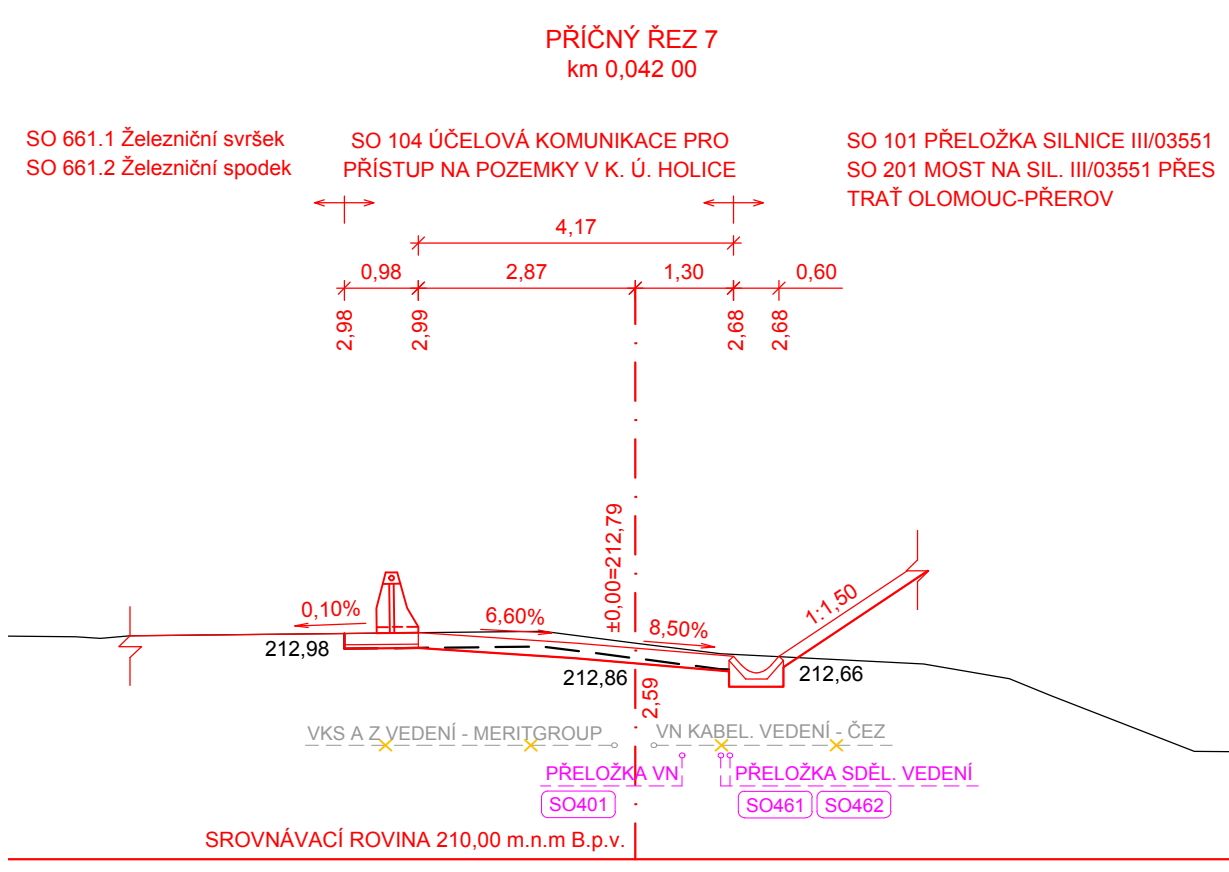 PŘÍČNÝ ŘEZ 7
km 0,042 00
SO 661.1 Železniční svršek
SO 661.2 Železniční spodek
SO 104 ÚČELOVÁ KOMUNIKACE PRO
PŘÍSTUP NA POZEMKY V K. Ú. HOLICE
SO 101 PŘELOŽKA SILNICE III/03551
SO 201 MOST NA SIL. III/03551 PŘES
TRAŤ OLOMOUC-PŘEROV
4,17
0,98
2,87
1,30
0,60
2,98
2,99
2,68
2,68
±0,00=212,79
0,10%
6,60%
8,50%
1:1,50
212,98
212,86
212,66
2,59
VKS A Z VEDENÍ - MERITGROUP
VN KABEL. VEDENÍ - ČEZ
PŘELOŽKA VN
PŘELOŽKA SDĚL. VEDENÍ
SO401
SO461
SO462
SROVNÁVACÍ ROVINA 210,00 m.n.m B.p.v.